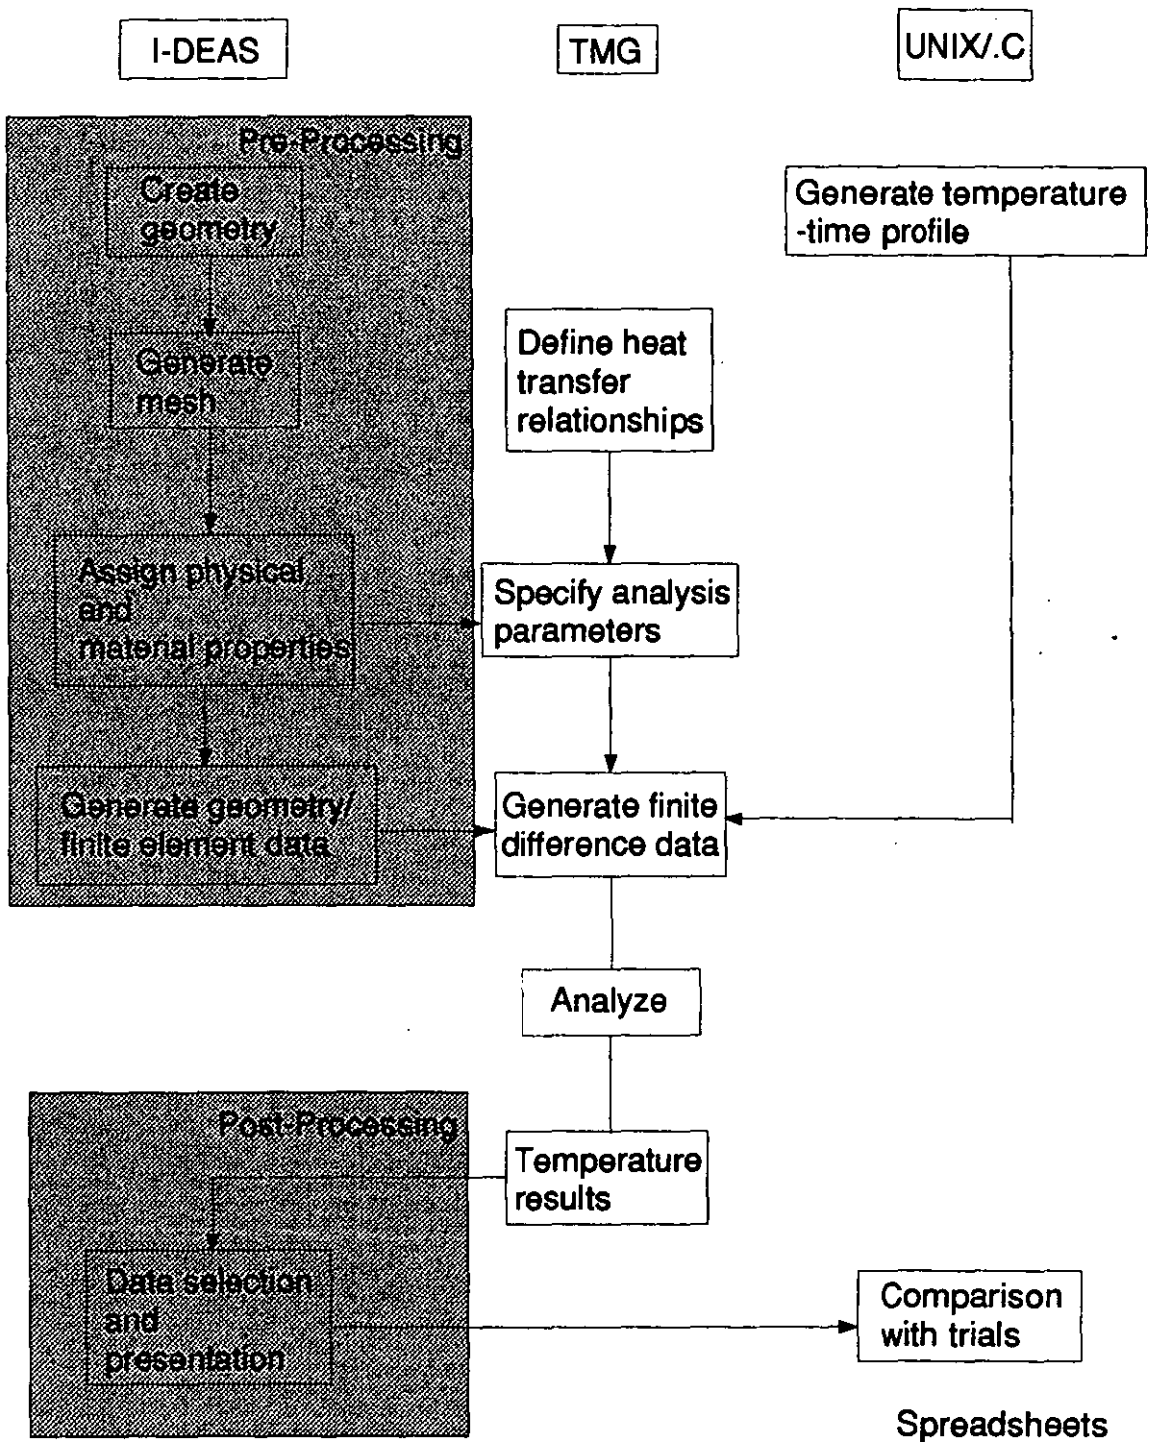 I-DEAS
TMG
UNIX/.C
Pre-Processing
Create
geometry
Generate temperature
-time profile
Generate
mesh
Define heat
transfer
relationships
Assign physical
and
material properties
Specify analysis
parameters
Generate geometry/
finite element data
Generate finite
difference data
Analyze
Post-Processing
Temperature
results
Data selection
and
presentation
Comparison
with trials
Spreadsheets